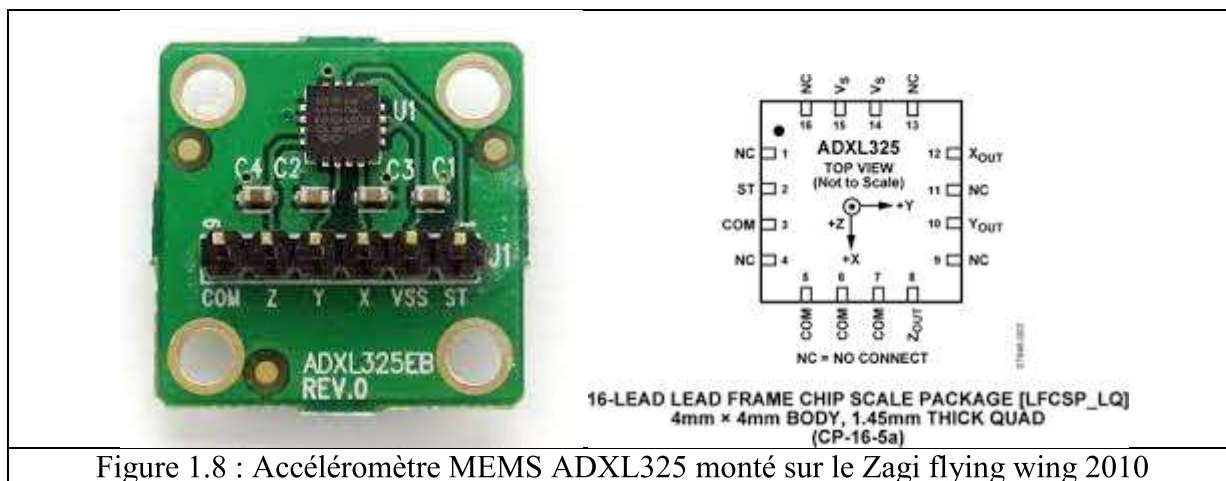 U1
C4 C2 C3 C1
6 1
J1
COM Z Y X VSS ST
ADXL325EB
REV.0
NC VS VS NC
16 15 14 13
ADXL325
TOP VIEW
(Not to Scale)
NC 1 12 XOUT
ST 2 11 NC
COM 3 10 YOUT
NC 4 9 NC
+Y
+Z
+X
5 6 7 8
COM COM COM ZOUT
NC = NO CONNECT
16-LEAD LEAD FRAME CHIP SCALE PACKAGE [LFCSP_LQ]
4mm × 4mm BODY, 1.45mm THICK QUAD
(CP-16-5a)
Figure 1.8 : Accéléromètre MEMS ADXL325 monté sur le Zagi flying wing 2010